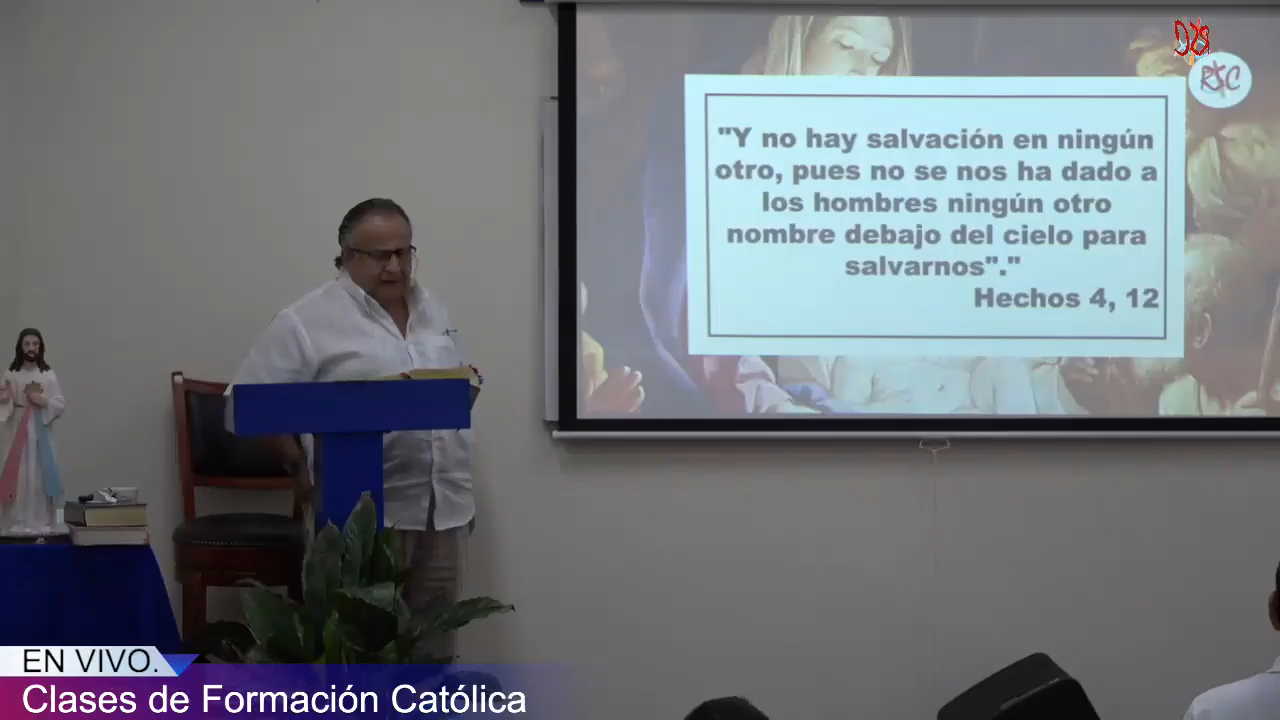 RSC
"Y no hay salvación en ningún
otro, pues no se nos ha dado a
los hombres ningún otro
nombre debajo del cielo para
salvarnos"."
Hechos 4, 12
EN VIVO.
Clases de Formación Católica